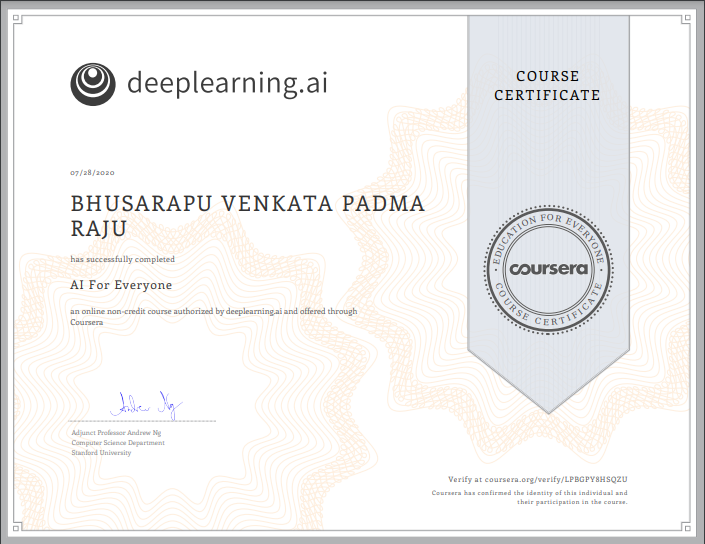 deeplearning.ai
COURSE
CERTIFICATE
07/28/2020
BHUSARAPU VENKATA PADMA
RAJU
has successfully completed
AI For Everyone
an online non-credit course authorized by deeplearning.ai and offered through
Coursera
EDUCATION FOR EVERYONE
coursera
COURSE CERTIFICATE
Andrew Ng
Adjunct Professor Andrew Ng
Computer Science Department
Stanford University
Verify at coursera.org/verify/LPBGPY8HSQZU
Coursera has confirmed the identity of this individual and
their participation in the course.